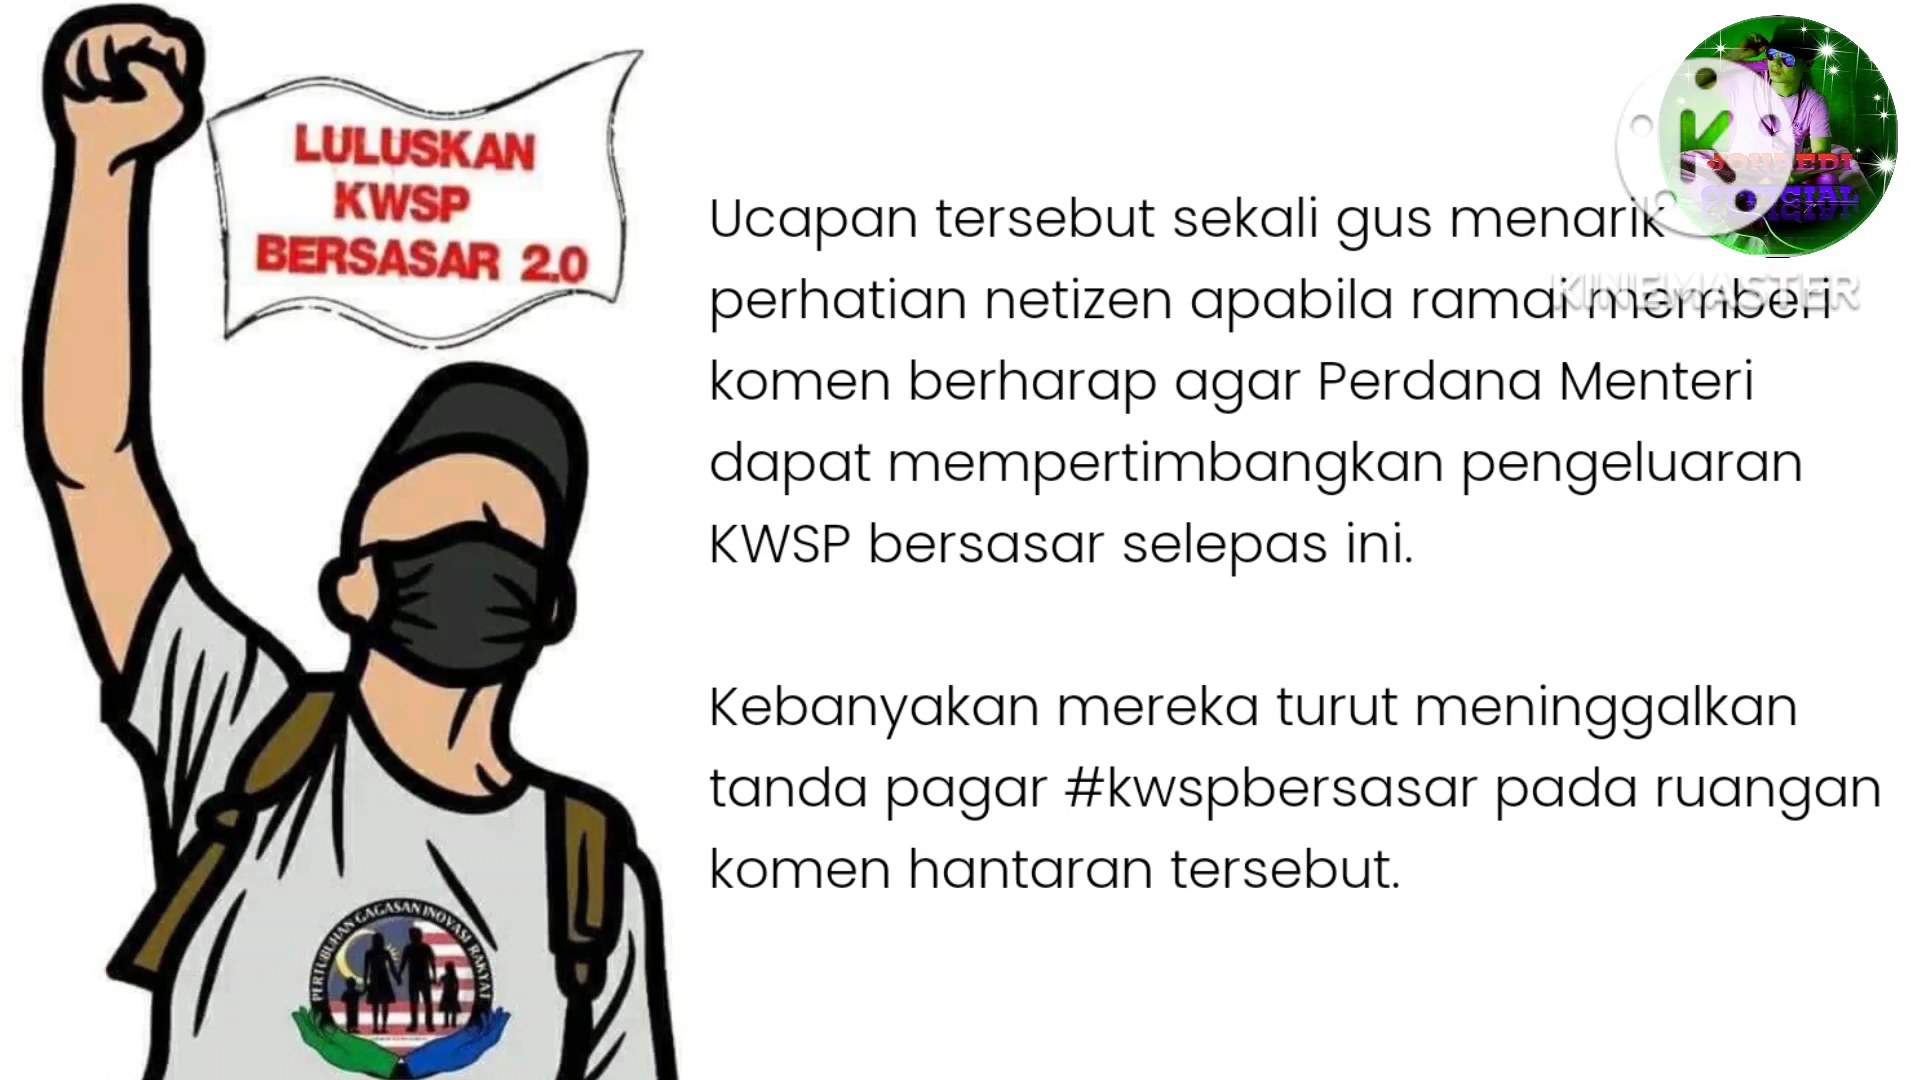 LULUSKAN
KWSP
BERSASAR 2.0
Ucapan tersebut sekali gus menarik
perhatian netizen apabila ramai memberi
komen berharap agar Perdana Menteri
dapat mempertimbangkan pengeluaran
KWSP bersasar selepas ini.
Kebanyakan mereka turut meninggalkan
tanda pagar #kwspbersasar pada ruangan
komen hantaran tersebut.
PERTUBUHAN GAGASAN INOVASI RAKYAT
K
KINEMASTER